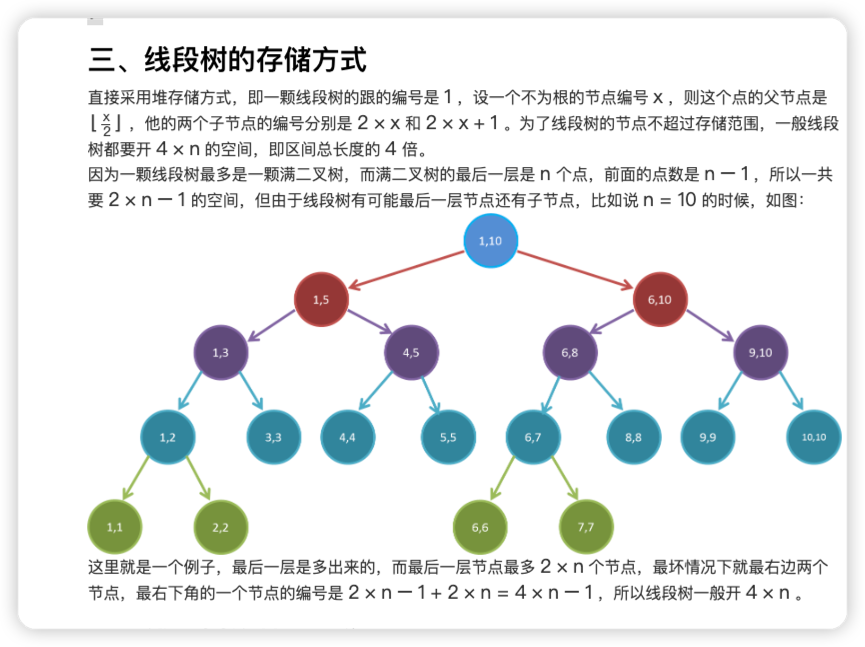 三、线段树的存储方式
直接采用堆存储方式，即一颗线段树的跟的编号是 1，设一个不为根的节点编号 x，则这个点的父节点是
⌊x/2⌋，他的两个子节点的编号分别是 2 × x 和 2 × x + 1。为了线段树的节点不超过存储范围，一般线段
树都要开 4 × n 的空间，即区间总长度的 4 倍。
因为一颗线段树最多是一颗满二叉树，而满二叉树的最后一层是 n 个点，前面的点数是 n − 1，所以一共
要 2 × n − 1 的空间，但由于线段树有可能最后一层节点还有子节点，比如说 n = 10 的时候，如图：
1,10
1,5
6,10
1,3
4,5
6,8
9,10
1,2
3,3
4,4
5,5
6,7
8,8
9,9
10,10
1,1
2,2
6,6
7,7
这里就是一个例子，最后一层是多出来的，而最后一层节点最多 2 × n 个节点，最坏情况下就最右边两个
节点，最右下角的一个节点的编号是 2 × n − 1 + 2 × n = 4 × n − 1，所以线段树一般开 4 × n 。